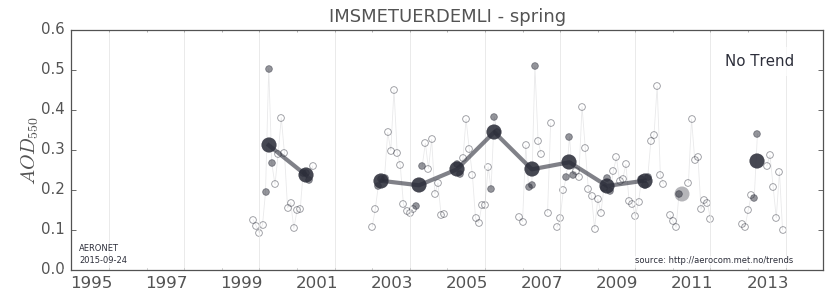 IMSMETUERDEMLI - spring
0.6
No Trend
0.5
0.4
AOD550
0.3
0.2
0.1
AERONET
2015-09-24
source: http://aerocom.met.no/trends
0.0
1995 1997 1999 2001 2003 2005 2007 2009 2011 2013